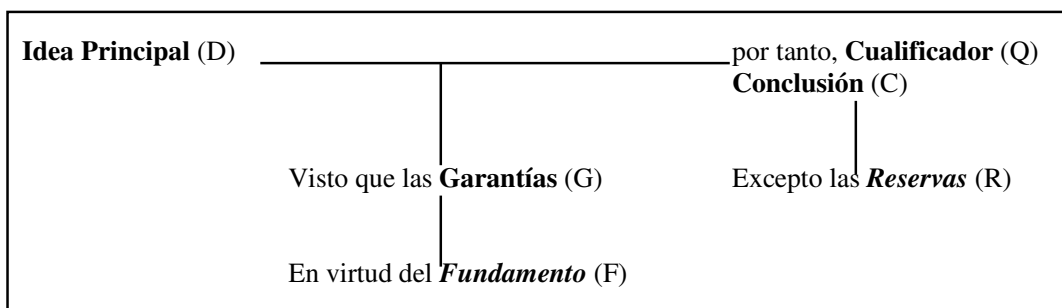 Idea Principal (D) por tanto, Cualificador (Q)
Conclusión (C)
Visto que las Garantías (G) Excepto las Reservas (R)
En virtud del Fundamento (F)